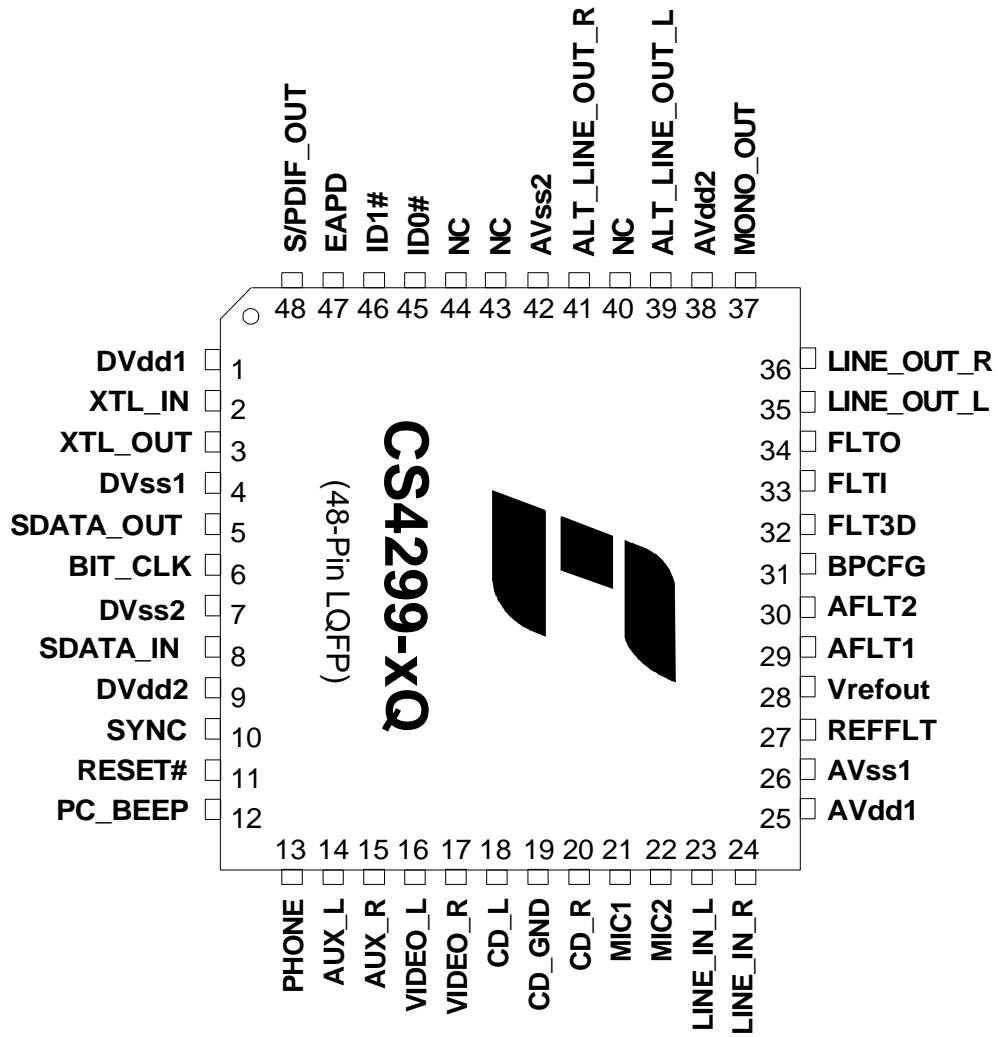 S/PDIF_OUT
EAPD
ID1#
ID0#
NC
NC
AVss2
ALT_LINE_OUT_R
NC
ALT_LINE_OUT_L
AVdd2
MONO_OUT
48 47 46 45 44 43 42 41 40 39 38 37
DVdd1 1
XTL_IN 2
XTL_OUT 3
DVss1 4
SDATA_OUT 5
BIT_CLK 6
DVss2 7
SDATA_IN 8
DVdd2 9
SYNC 10
RESET# 11
PC_BEEP 12
CS4299-xQ
(48-Pin LQFP)
36 LINE_OUT_R
35 LINE_OUT_L
34 FLTO
33 FLTI
32 FLT3D
31 BPCFG
30 AFLT2
29 AFLT1
28 Vrefout
27 REFFLT
26 AVss1
25 AVdd1
13 14 15 16 17 18 19 20 21 22 23 24
PHONE
AUX_L
AUX_R
VIDEO_L
VIDEO_R
CD_L
CD_GND
CD_R
MIC1
MIC2
LINE_IN_L
LINE_IN_R